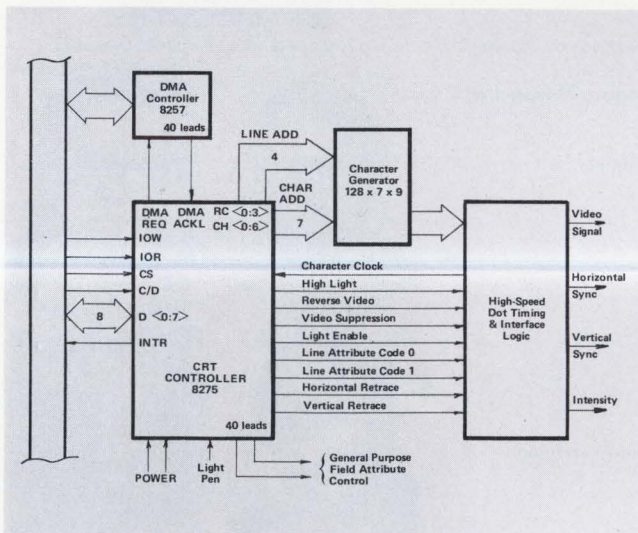 DMA
Controller
8257
40 leads
LINE ADD
4
CHAR
ADD
7
Character
Generator
128 x 7 x 9
DMA
REQ
DMA
ACKL
RC <0:3>
CH <0:6>
IOW
IOR
CS
C/D
8
D <0:7>
INTR
CRT
CONTROLLER
8275
40 leads
Character Clock
High Light
Reverse Video
Video Suppression
Light Enable
Line Attribute Code 0
Line Attribute Code 1
Horizontal Retrace
Vertical Retrace
High-Speed
Dot Timing
& Interface
Logic
Video
Signal
Horizontal
Sync
Vertical
Sync
Intensity
POWER
Light
Pen
General Purpose
Field Attribute
Control